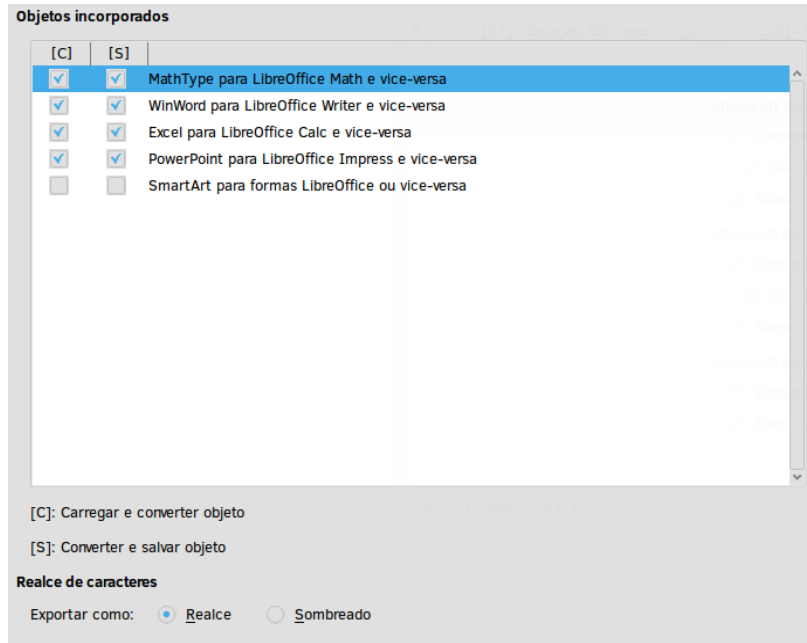 Objetos incorporados
[C] [S]
MathType para LibreOffice Math e vice-versa
WinWord para LibreOffice Writer e vice-versa
Excel para LibreOffice Calc e vice-versa
PowerPoint para LibreOffice Impress e vice-versa
SmartArt para formas LibreOffice ou vice-versa
[C]: Carregar e converter objeto
[S]: Converter e salvar objeto
Realce de caracteres
Exportar como: Realce Sombreado